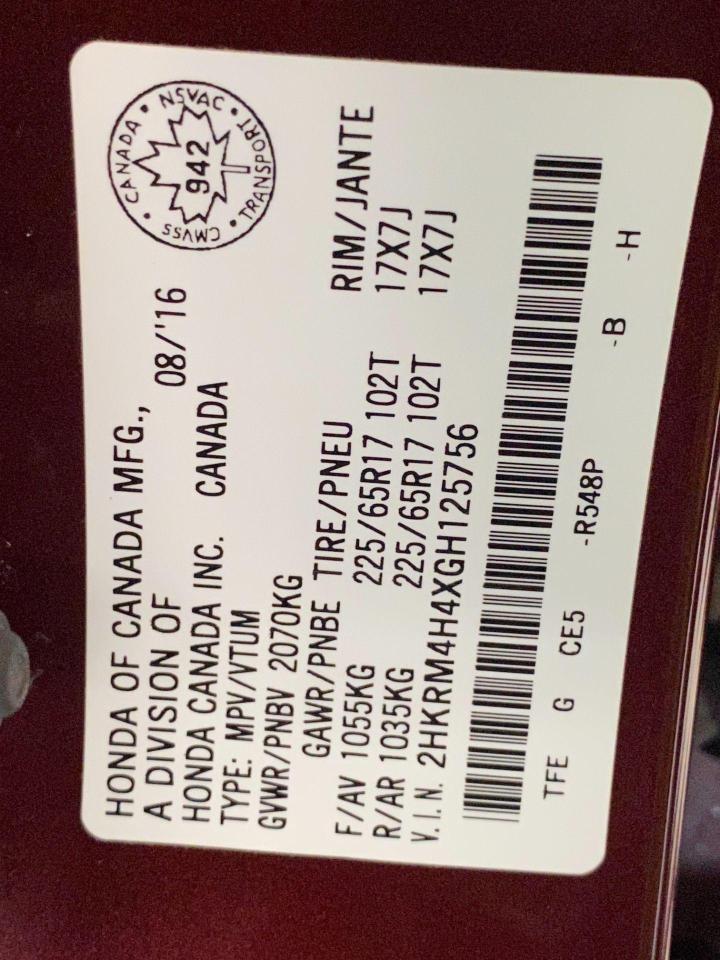 HONDA OF CANADA MFG., 08/'16
A DIVISION OF
HONDA CANADA INC. CANADA
TYPE: MPV/VTUM
GVWR/PNBV 2070KG
GAWR/PNBE TIRE/PNEU RIM/JANTE
F/AV 1055KG 225/65R17 102T 17X7J
R/AR 1035KG 225/65R17 102T 17X7J
V.I.N. 2HKRM4H4XGH125756
TFE G CE5 -R548P -B -H
CANADA • NSVAC • TRANSPORT • CMVSS •
942